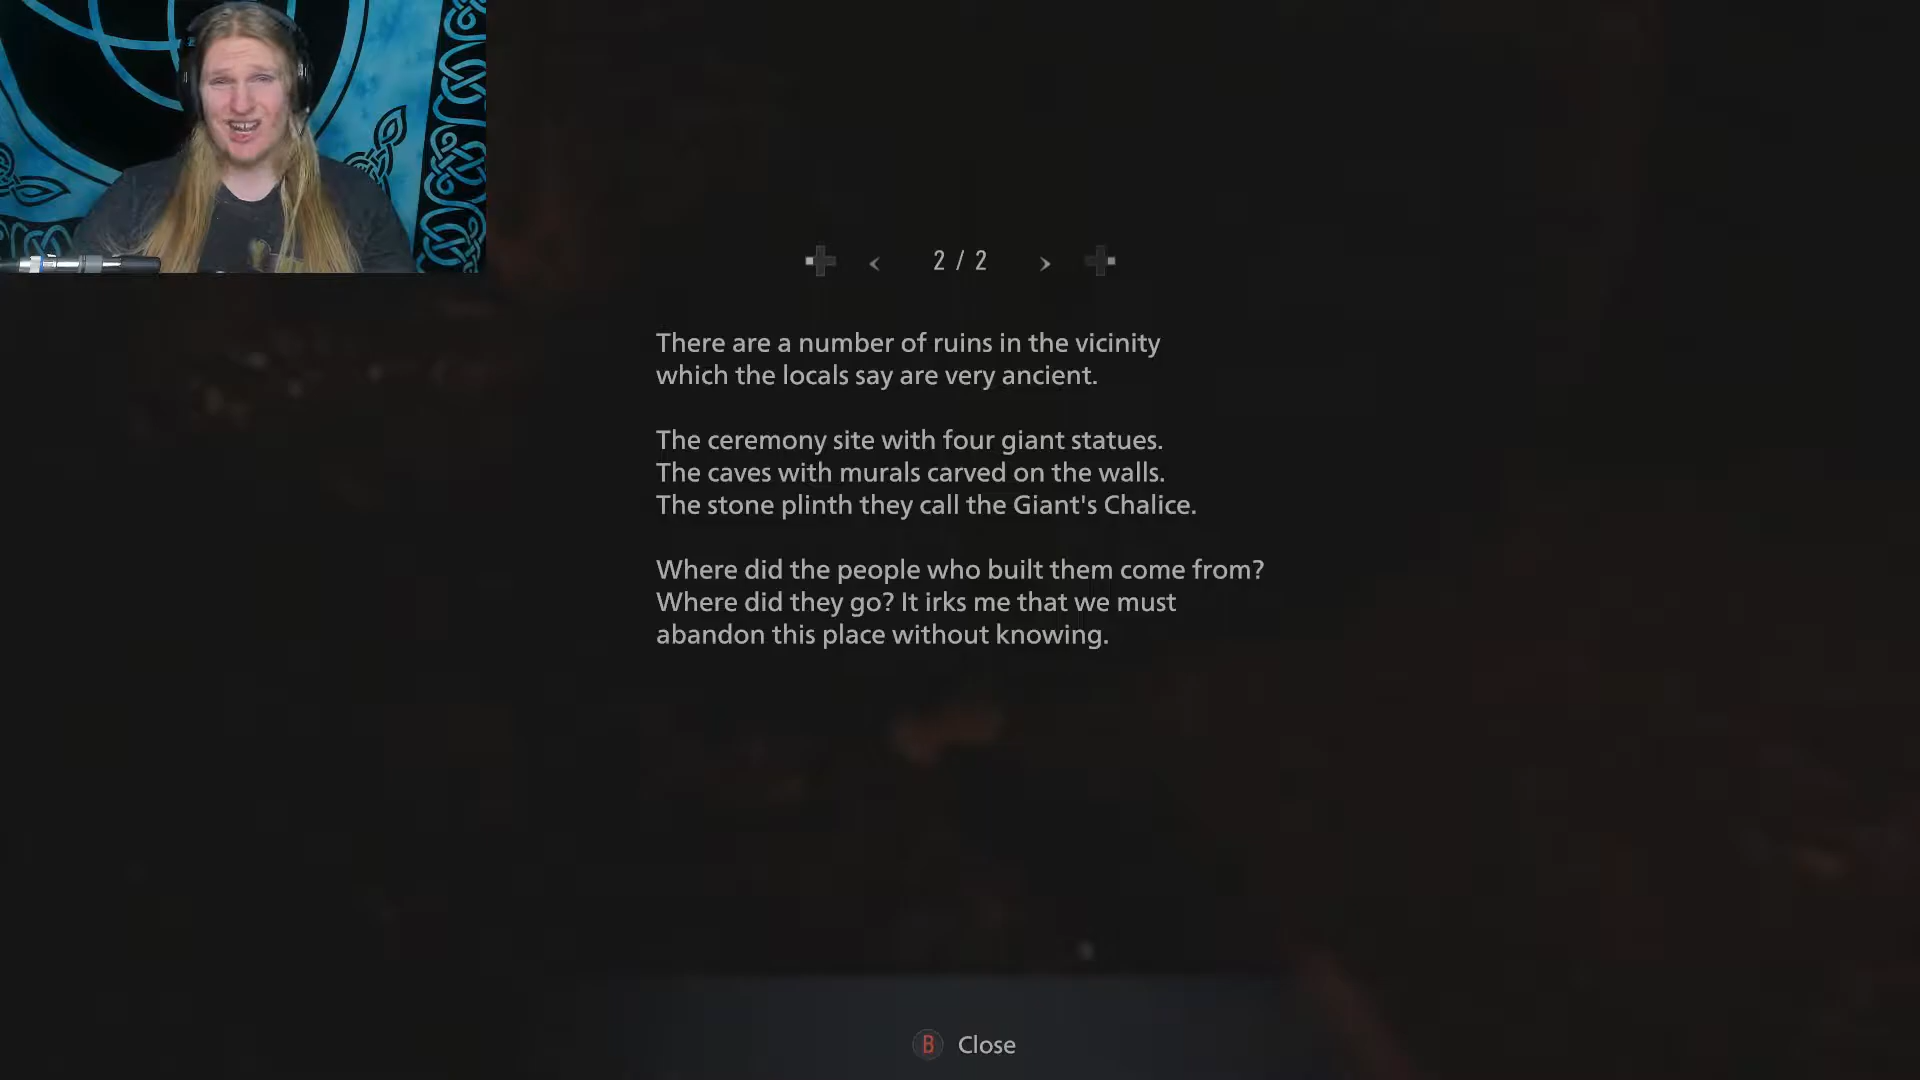 2 / 2
There are a number of ruins in the vicinity
which the locals say are very ancient.
The ceremony site with four giant statues.
The caves with murals carved on the walls.
The stone plinth they call the Giant's Chalice.
Where did the people who built them come from?
Where did they go? It irks me that we must
abandon this place without knowing.
B Close